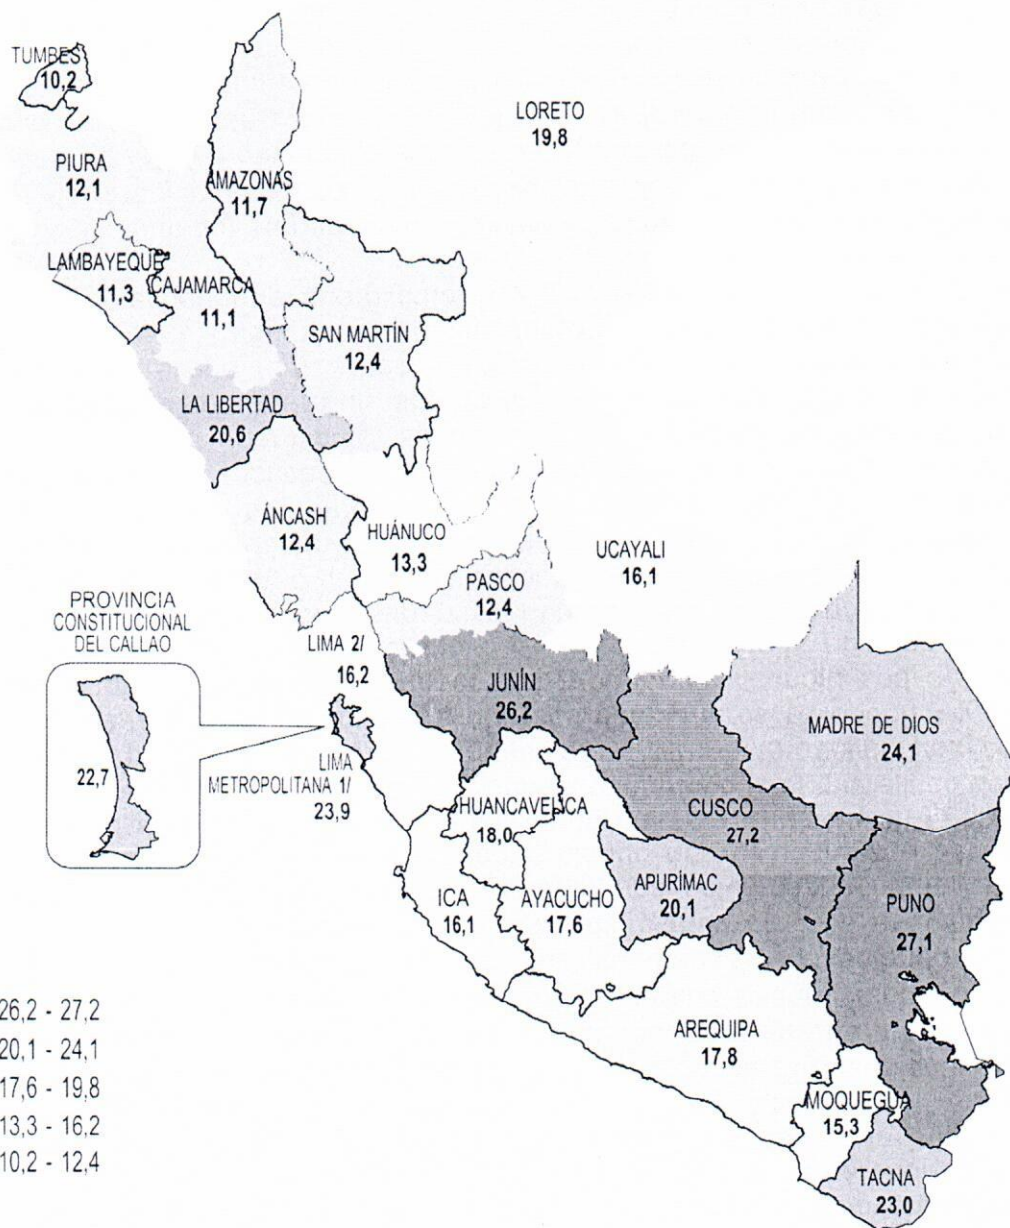 TUMBES
10,2
LORETO
19,8
PIURA
12,1
AMAZONAS
11,7
LAMBAYEQUE
11,3
CAJAMARCA
11,1
SAN MARTÍN
12,4
LA LIBERTAD
20,6
ÁNCASH
12,4
HUÁNUCO
13,3
UCAYALI
16,1
PASCO
12,4
PROVINCIA
CONSTITUCIONAL
DEL CALLAO
22,7
LIMA 2/
16,2
JUNÍN
26,2
MADRE DE DIOS
24,1
LIMA
METROPOLITANA 1/
23,9
HUANCAVELICA
18,0
CUSCO
27,2
APURÍMAC
20,1
ICA
16,1
AYACUCHO
17,6
PUNO
27,1
AREQUIPA
17,8
MOQUEGUA
15,3
TACNA
23,0
26,2 - 27,2
20,1 - 24,1
17,6 - 19,8
13,3 - 16,2
10,2 - 12,4